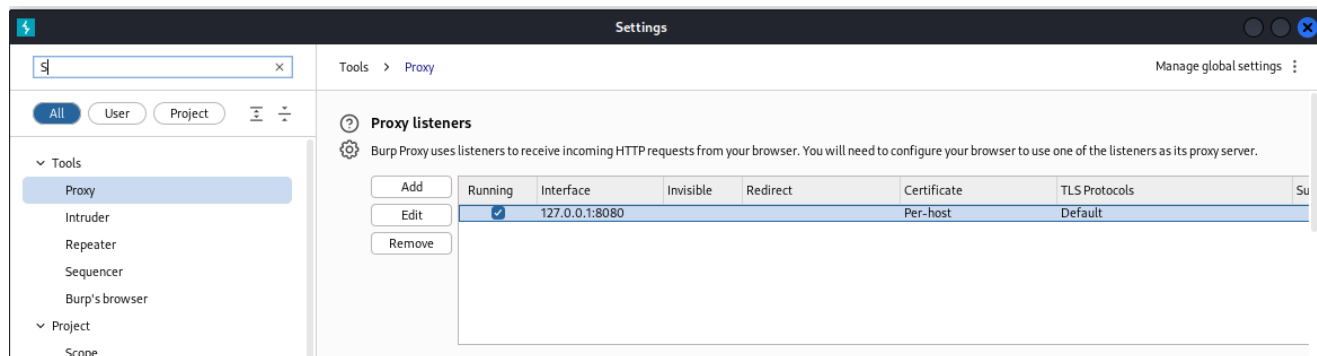 Settings
S
Tools > Proxy
Manage global settings
All User Project
Tools
Proxy
Intruder
Repeater
Sequencer
Burp's browser
Project
Scope
Proxy listeners
Burp Proxy uses listeners to receive incoming HTTP requests from your browser. You will need to configure your browser to use one of the listeners as its proxy server.
Add
Edit
Remove
Running Interface Invisible Redirect Certificate TLS Protocols Su
127.0.0.1:8080 Per-host Default